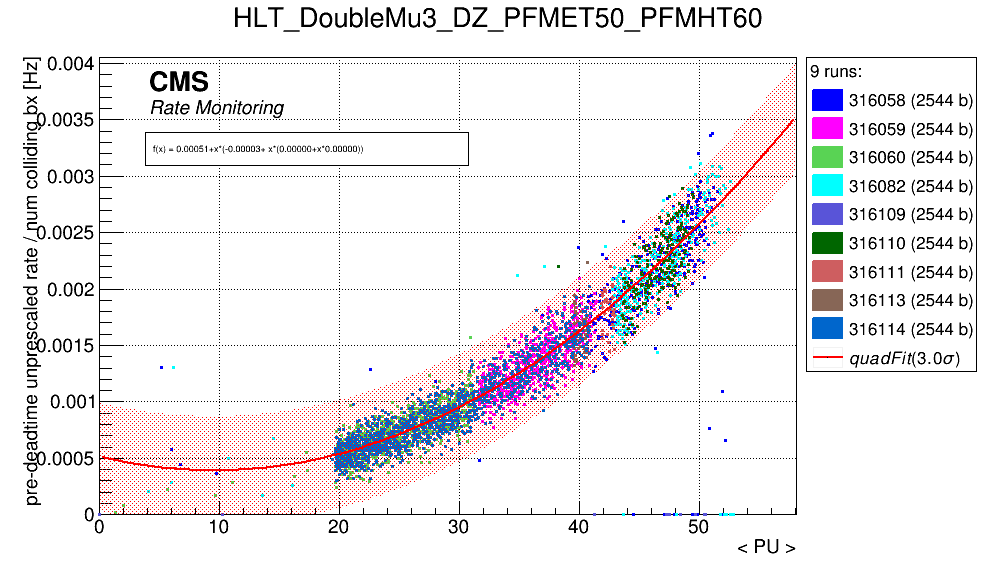 HLT_DoubleMu3_DZ_PFMET50_PFMHT60
pre-deadtime unprescaled rate / num colliding bx [Hz]
0.004
0.0035
0.003
0.0025
0.002
0.0015
0.001
0.0005
0
CMS
Rate Monitoring
f(x) = 0.00051+x*(-0.00003+ x*(0.00000+x*0.00000))
0 10 20 30 40 50
< PU >
9 runs:
316058 (2544 b)
316059 (2544 b)
316060 (2544 b)
316082 (2544 b)
316109 (2544 b)
316110 (2544 b)
316111 (2544 b)
316113 (2544 b)
316114 (2544 b)
quadFit(3.0σ)